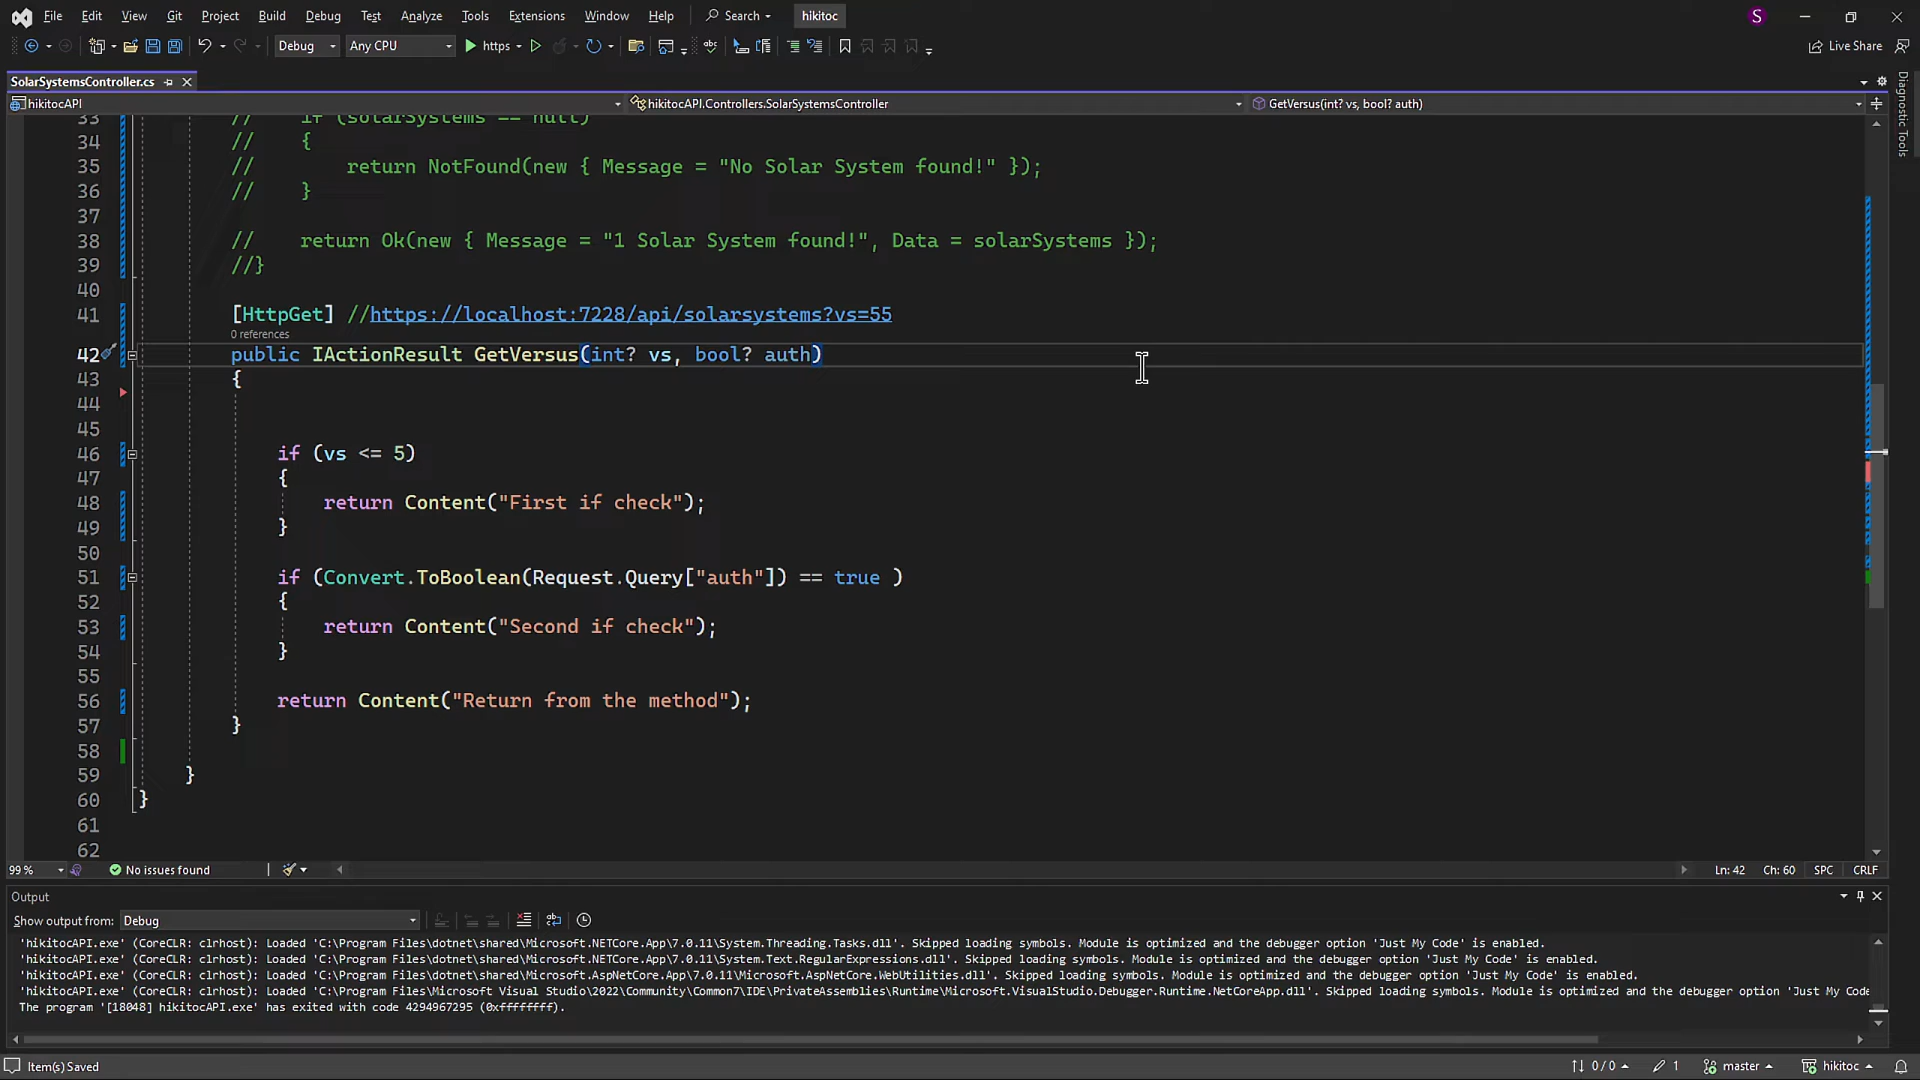 File Edit View Git Project Build Debug Test Analyze Tools Extensions Window Help Search hikitoc S
Debug Any CPU https Live Share
SolarSystemsController.cs
hikitocAPI hikitocAPI.Controllers.SolarSystemsController GetVersus(int? vs, bool? auth)
Diagnostic Tools
33 // if (solarSystems == null)
34 // {
35 // return NotFound(new { Message = "No Solar System found!" });
36 // }
37
38 // return Ok(new { Message = "1 Solar System found!", Data = solarSystems });
39 //}
40
41 [HttpGet] //https://localhost:7228/api/solarsystems?vs=55
0 references
42 public IActionResult GetVersus(int? vs, bool? auth)
43 {
44
45
46 if (vs <= 5)
47 {
48 return Content("First if check");
49 }
50
51 if (Convert.ToBoolean(Request.Query["auth"]) == true )
52 {
53 return Content("Second if check");
54 }
55
56 return Content("Return from the method");
57 }
58
59 }
60 }
61
62
99 % No issues found Ln: 42 Ch: 60 SPC CRLF
Output
Show output from: Debug
'hikitocAPI.exe' (CoreCLR: clrhost): Loaded 'C:\Program Files\dotnet\shared\Microsoft.NETCore.App\7.0.11\System.Threading.Tasks.dll'. Skipped loading symbols. Module is optimized and the debugger option 'Just My Code' is enabled.
'hikitocAPI.exe' (CoreCLR: clrhost): Loaded 'C:\Program Files\dotnet\shared\Microsoft.NETCore.App\7.0.11\System.Text.RegularExpressions.dll'. Skipped loading symbols. Module is optimized and the debugger option 'Just My Code' is enabled.
'hikitocAPI.exe' (CoreCLR: clrhost): Loaded 'C:\Program Files\dotnet\shared\Microsoft.AspNetCore.App\7.0.11\Microsoft.AspNetCore.WebUtilities.dll'. Skipped loading symbols. Module is optimized and the debugger option 'Just My Code' is enabled.
'hikitocAPI.exe' (CoreCLR: clrhost): Loaded 'C:\Program Files\Microsoft Visual Studio\2022\Community\Common7\IDE\PrivateAssemblies\Runtime\Microsoft.VisualStudio.Debugger.Runtime.NetCoreApp.dll'. Skipped loading symbols. Module is optimized and the debugger option 'Just My Code
The program '[18048] hikitocAPI.exe' has exited with code 4294967295 (0xffffffff).
Item(s) Saved 0 / 0 1 master hikitoc